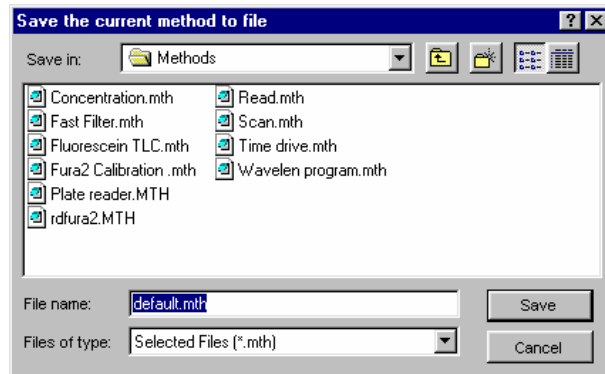 Save the current method to file
Save in: Methods
Concentration.mth
Fast Filter.mth
Fluorescein TLC.mth
Fura2 Calibration .mth
Plate reader.MTH
rdfura2.MTH
Read.mth
Scan.mth
Time drive.mth
Wavelen program.mth
File name: default.mth Save
Files of type: Selected Files (*.mth) Cancel